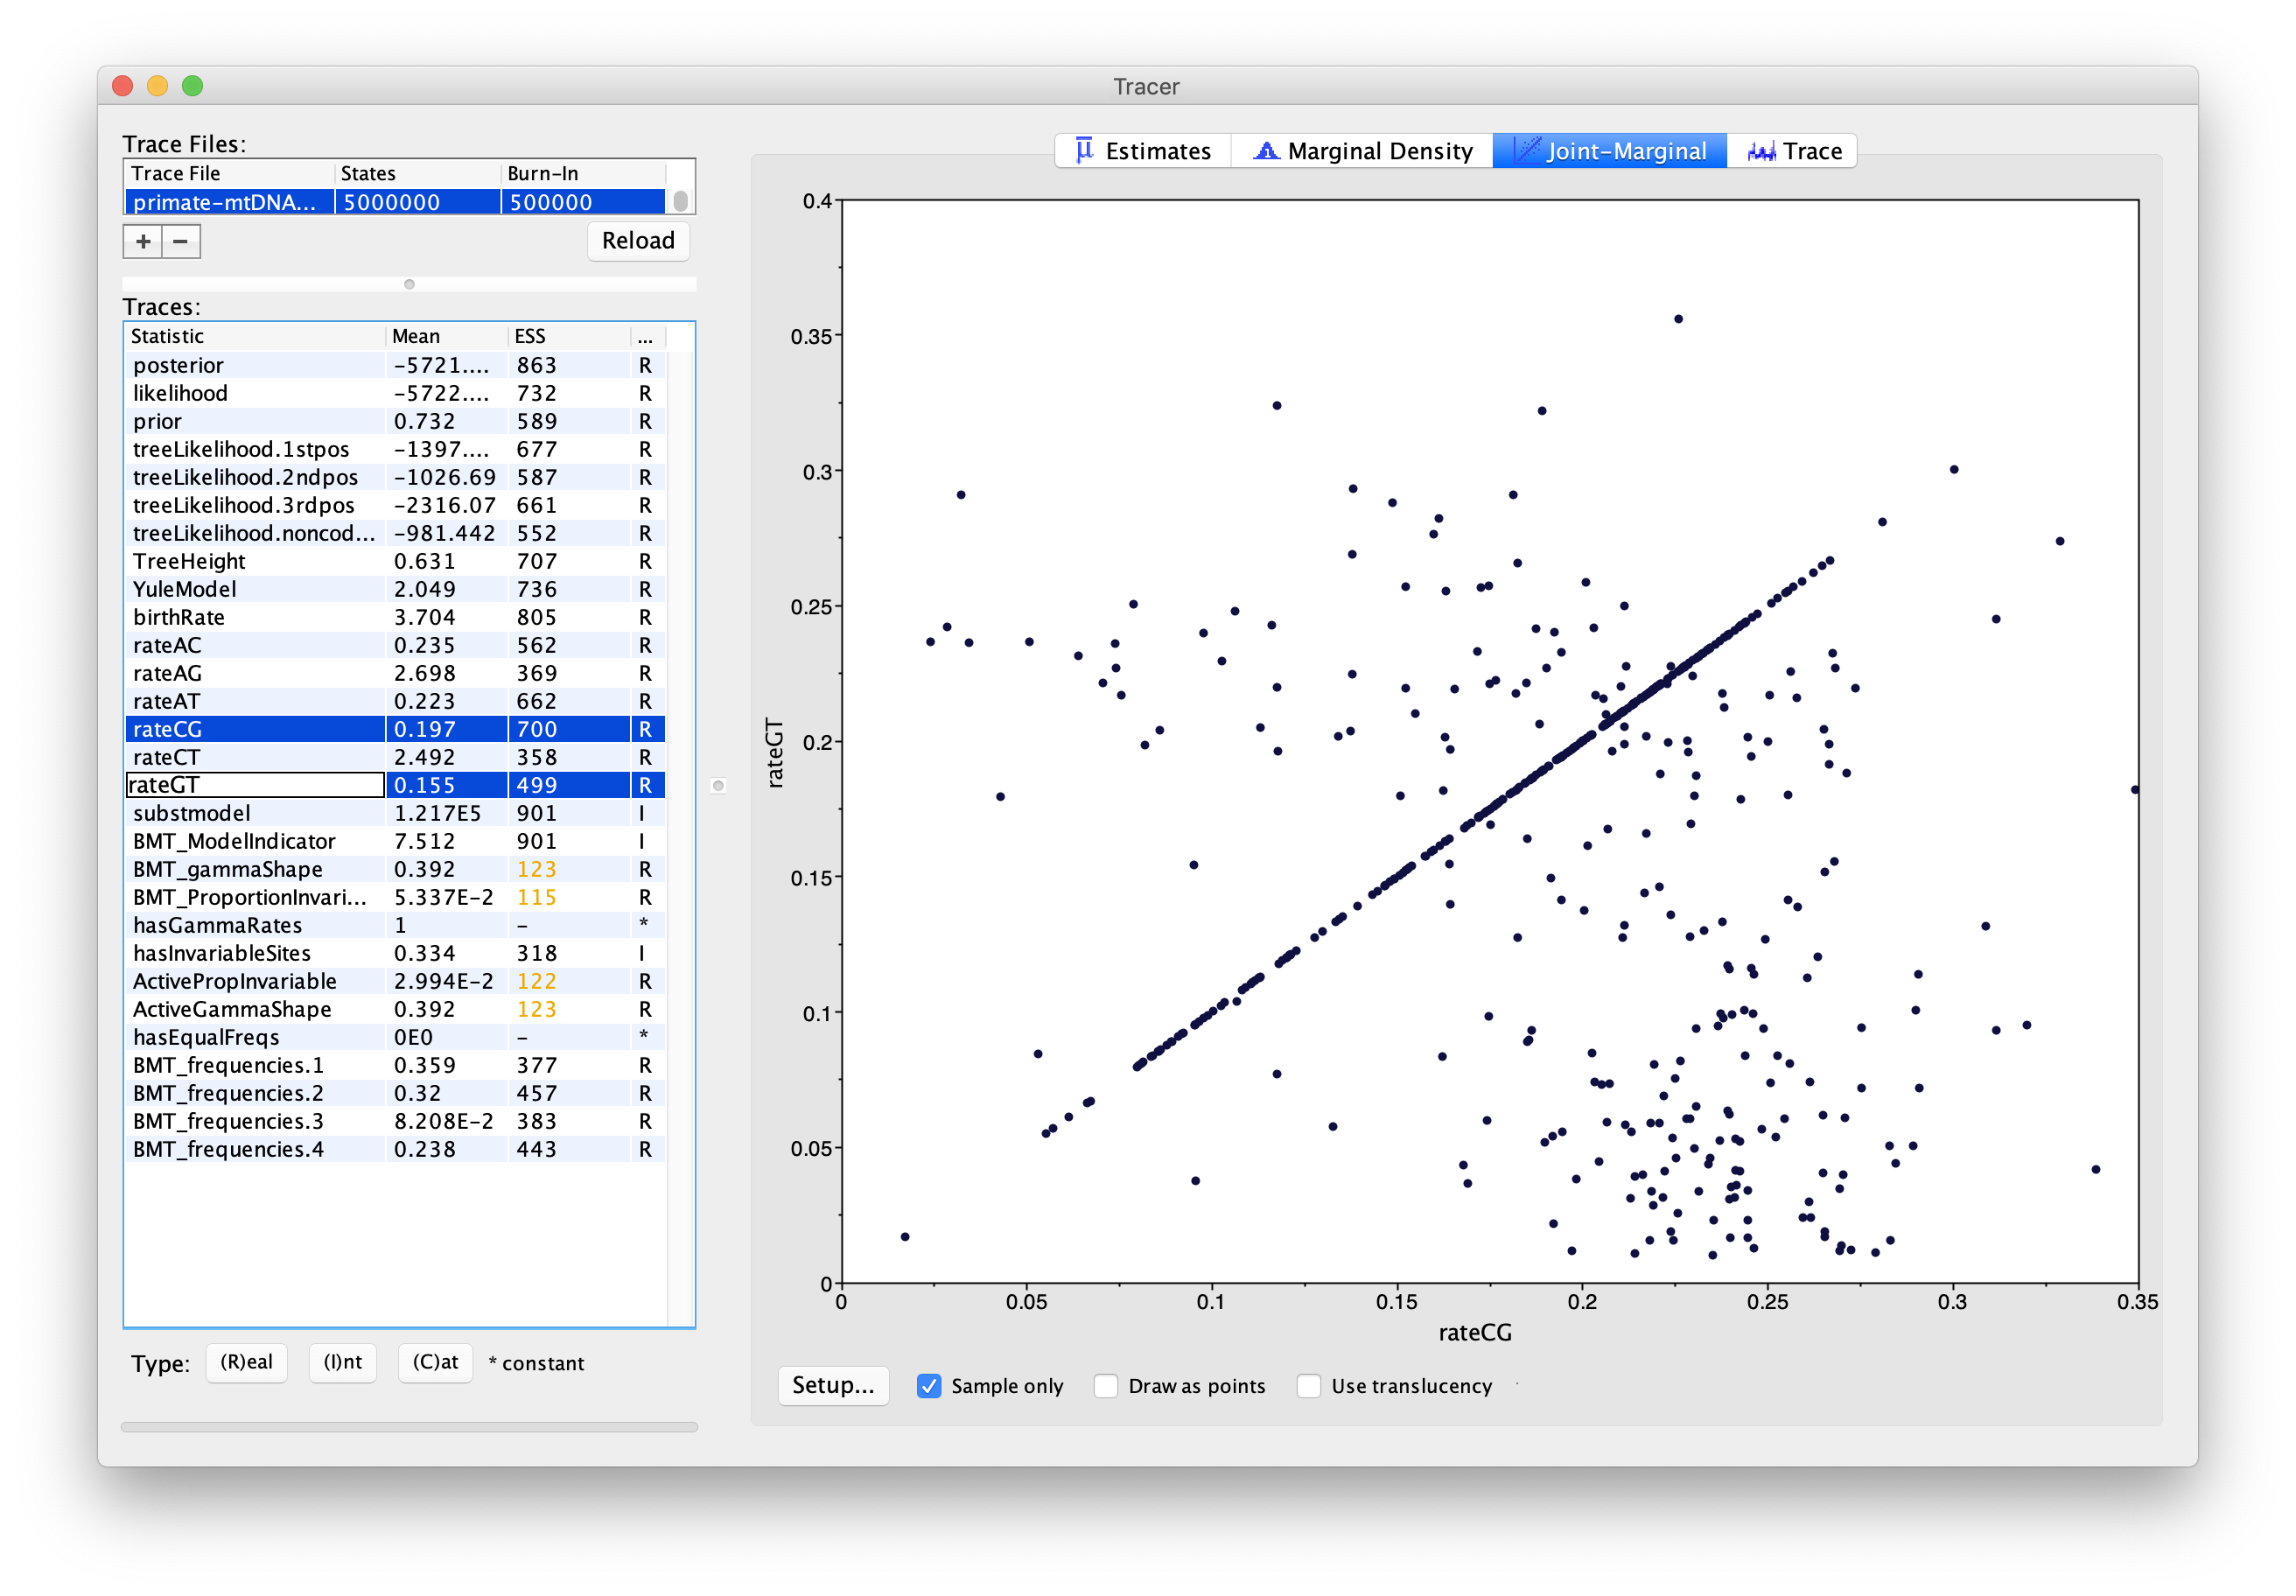 Tracer
Trace Files:
Trace File States Burn-In
primate-mtDNA... 5000000 500000
+ −
Reload
Traces:
Statistic Mean ESS ...
posterior -5721.... 863 R
likelihood -5722.... 732 R
prior 0.732 589 R
treeLikelihood.1stpos -1397.... 677 R
treeLikelihood.2ndpos -1026.69 587 R
treeLikelihood.3rdpos -2316.07 661 R
treeLikelihood.noncod... -981.442 552 R
TreeHeight 0.631 707 R
YuleModel 2.049 736 R
birthRate 3.704 805 R
rateAC 0.235 562 R
rateAG 2.698 369 R
rateAT 0.223 662 R
rateCG 0.197 700 R
rateCT 2.492 358 R
rateGT 0.155 499 R
substmodel 1.217E5 901 I
BMT_ModelIndicator 7.512 901 I
BMT_gammaShape 0.392 123 R
BMT_ProportionInvari... 5.337E-2 115 R
hasGammaRates 1 - *
hasInvariableSites 0.334 318 I
ActivePropInvariable 2.994E-2 122 R
ActiveGammaShape 0.392 123 R
hasEqualFreqs 0E0 - *
BMT_frequencies.1 0.359 377 R
BMT_frequencies.2 0.32 457 R
BMT_frequencies.3 8.208E-2 383 R
BMT_frequencies.4 0.238 443 R
Type: (R)eal (I)nt (C)at * constant
Estimates Marginal Density Joint-Marginal Trace
0.4
0.35
0.3
0.25
0.2
0.15
0.1
0.05
0
rateGT
0 0.05 0.1 0.15 0.2 0.25 0.3 0.35
rateCG
Setup... Sample only Draw as points Use translucency